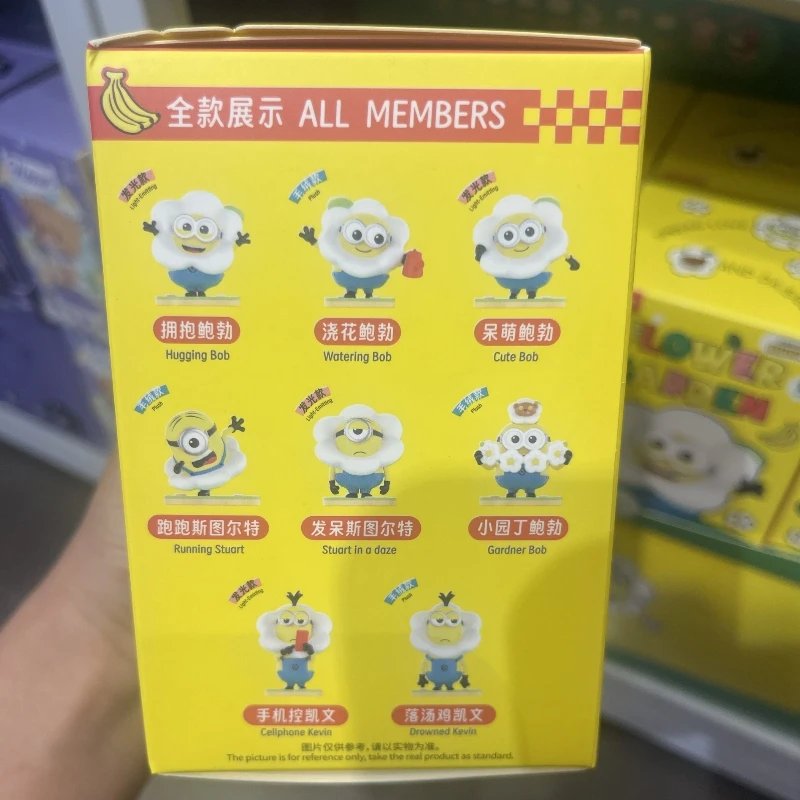 全款展示 ALL MEMBERS
发光款
Light-Emitting
毛绒款
Plush
发光款
Light-Emitting
拥抱鲍勃
Hugging Bob
浇花鲍勃
Watering Bob
呆萌鲍勃
Cute Bob
毛绒款
Plush
发光款
Light-Emitting
毛绒款
Plush
跑跑斯图尔特
Running Stuart
发呆斯图尔特
Stuart in a daze
小园丁鲍勃
Gardner Bob
发光款
Light-Emitting
毛绒款
Plush
手机控凯文
Cellphone Kevin
落汤鸡凯文
Drowned Kevin
图片仅供参考,请以实物为准。
The picture is for reference only, take the real product as standard.
FLOWER
GARDEN